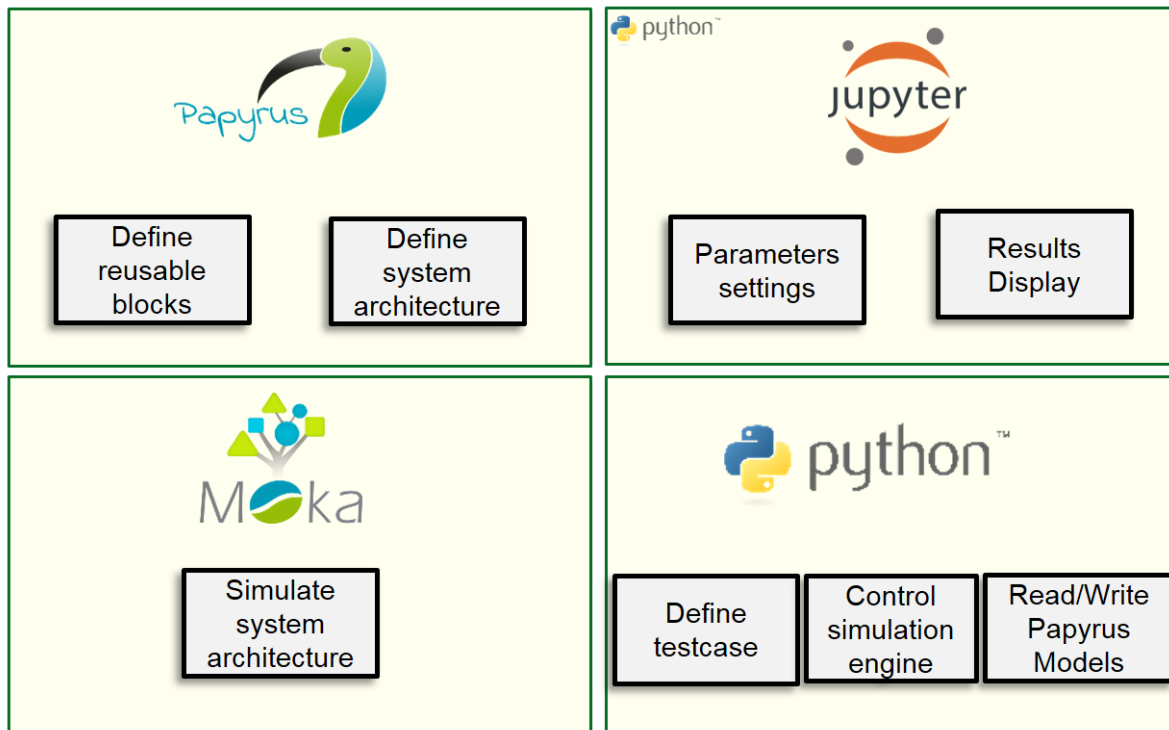 Papyrus
Define
reusable
blocks
Define
system
architecture
python™
jupyter
Parameters
settings
Results
Display
Moka
Simulate
system
architecture
python™
Define
testcase
Control
simulation
engine
Read/Write
Papyrus
Models